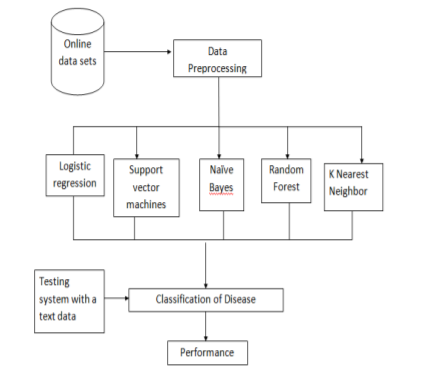 Online
data sets
Data
Preprocessing
Logistic
regression
Support
vector
machines
Naïve
Bayes
Random
Forest
K Nearest
Neighbor
Testing
system with a
text data
Classification of Disease
Performance